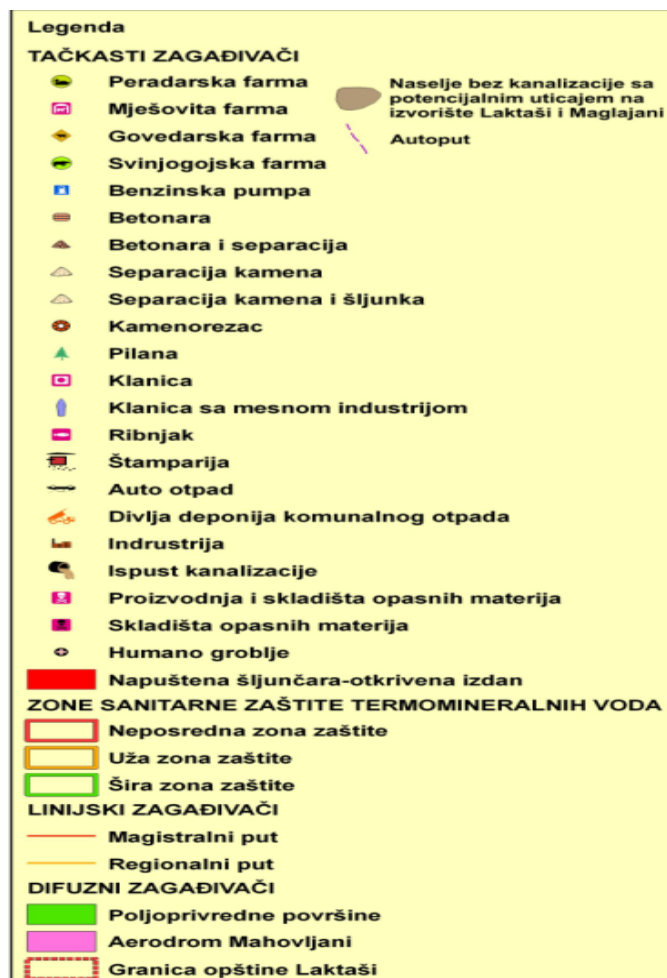 Legenda
TAČKASTI ZAGAĐIVAČI
Peradarska farma
Mješovita farma
Govedarska farma
Svinjogojska farma
Benzinska pumpa
Betonara
Betonara i separacija
Separacija kamena
Separacija kamena i šljunka
Kamenorezac
Pilana
Klanica
Klanica sa mesnom industrijom
Ribnjak
Štamparija
Auto otpad
Divlja deponija komunalnog otpada
Indrustrija
Ispust kanalizacije
Proizvodnja i skladišta opasnih materija
Skladišta opasnih materija
Humano groblje
Napuštena šljunčara-otkrivena izdan
Naselje bez kanalizacije sa
potencijalnim uticajem na
izvorište Laktaši i Maglajani
Autoput
ZONE SANITARNE ZAŠTITE TERMOMINERALNIH VODA
Neposredna zona zaštite
Uža zona zaštite
Šira zona zaštite
LINIJSKI ZAGAĐIVAČI
Magistralni put
Regionalni put
DIFUZNI ZAGAĐIVAČI
Poljoprivredne površine
Aerodrom Mahovljani
Granica opštine Laktaši